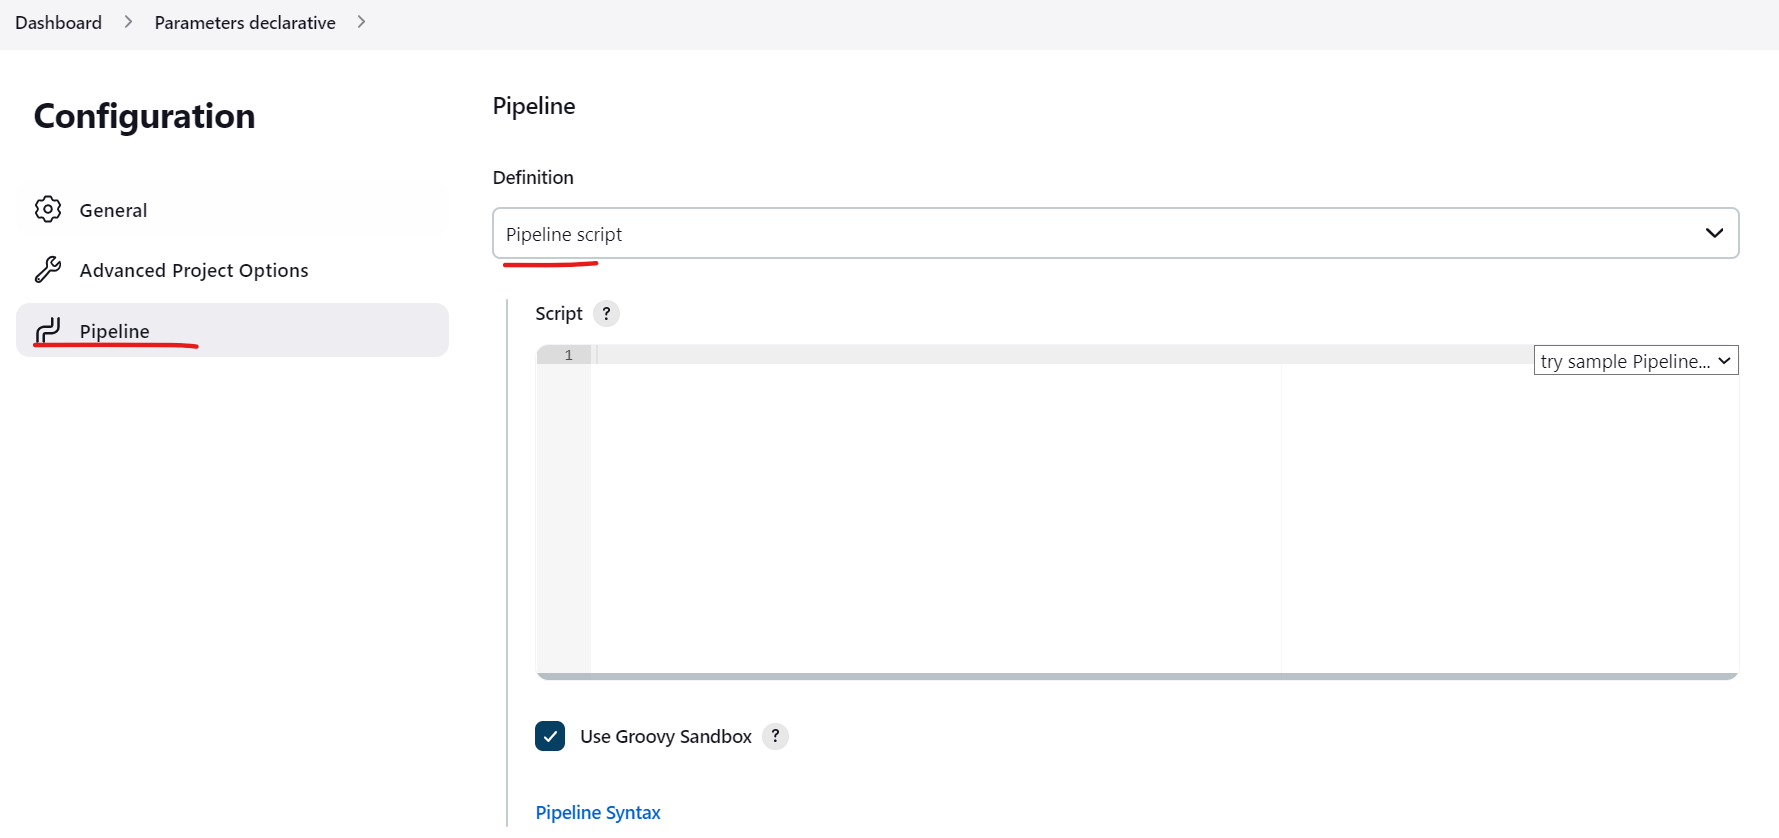 Dashboard > Parameters declarative >
Configuration
General
Advanced Project Options
Pipeline
Pipeline
Definition
Pipeline script
Script ?
1
try sample Pipeline...
Use Groovy Sandbox ?
Pipeline Syntax